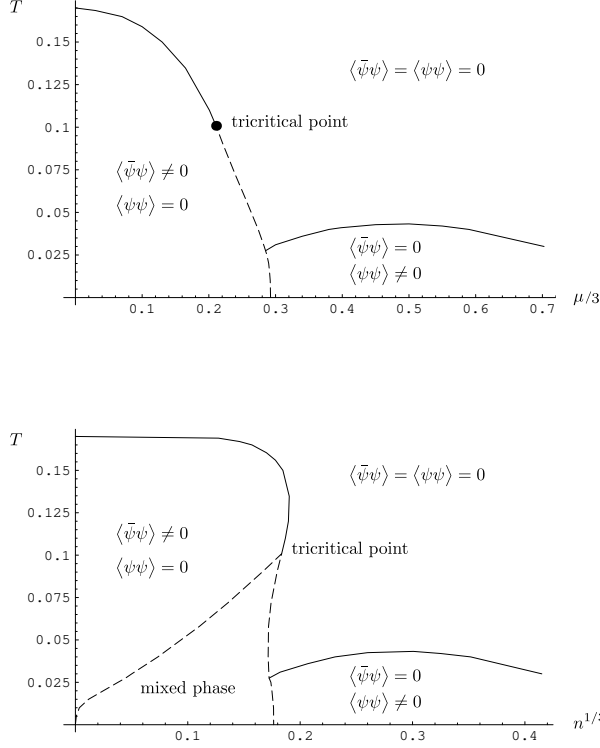 T
0.15
⟨ψ̄ψ⟩ = ⟨ψψ⟩ = 0
0.125
0.1
tricritical point
0.075
⟨ψ̄ψ⟩ ≠ 0
⟨ψψ⟩ = 0
0.05
0.025
⟨ψ̄ψ⟩ = 0
⟨ψψ⟩ ≠ 0
0.1 0.2 0.3 0.4 0.5 0.6 0.7
μ/3
T
0.15
⟨ψ̄ψ⟩ = ⟨ψψ⟩ = 0
0.125
⟨ψ̄ψ⟩ ≠ 0
0.1
tricritical point
⟨ψψ⟩ = 0
0.075
0.05
0.025
mixed phase
⟨ψ̄ψ⟩ = 0
⟨ψψ⟩ ≠ 0
0.1 0.2 0.3 0.4
n^1/3